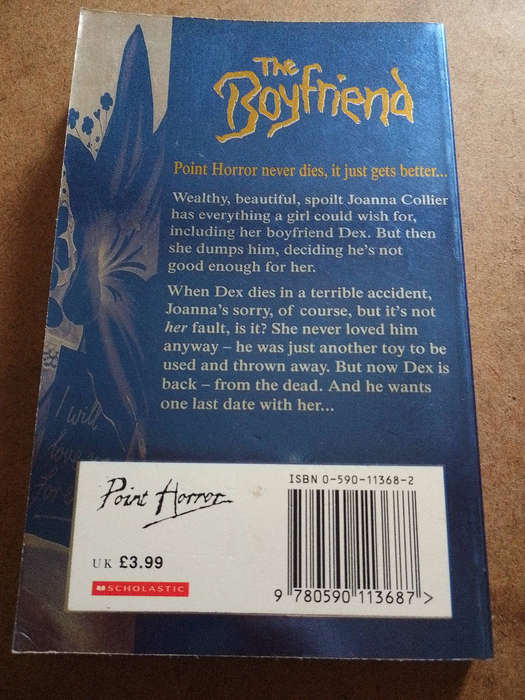 The
Boyfriend
Point Horror never dies, it just gets better...
Wealthy, beautiful, spoilt Joanna Collier
has everything a girl could wish for,
including her boyfriend Dex. But then
she dumps him, deciding he's not
good enough for her.
When Dex dies in a terrible accident,
Joanna's sorry, of course, but it's not
her fault, is it? She never loved him
anyway – he was just another toy to be
used and thrown away. But now Dex is
back – from the dead. And he wants
one last date with her...
I will
love
Point Horror
UK £3.99
SCHOLASTIC
ISBN 0-590-11368-2
9 780590 113687 >